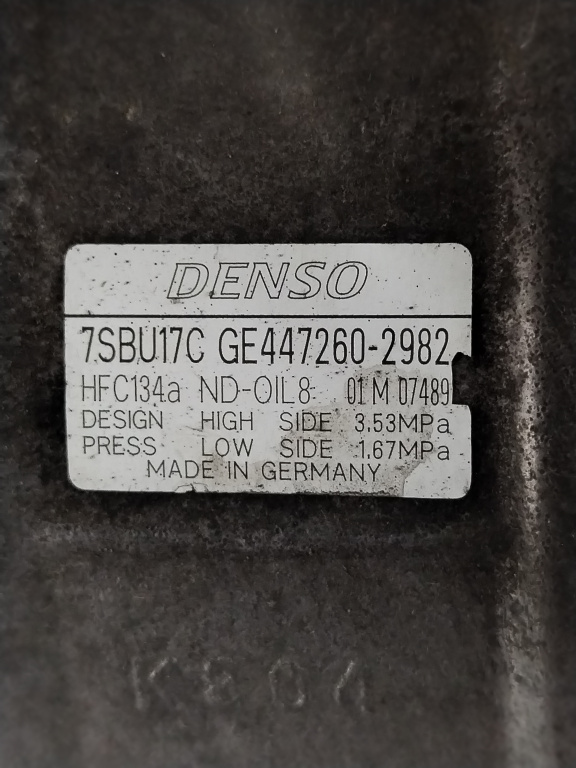 DENSO
7SBU17C GE447260-2982
HFC134a ND-OIL8 01 M 07489
DESIGN HIGH SIDE 3.53MPa
PRESS LOW SIDE 1.67MPa
MADE IN GERMANY